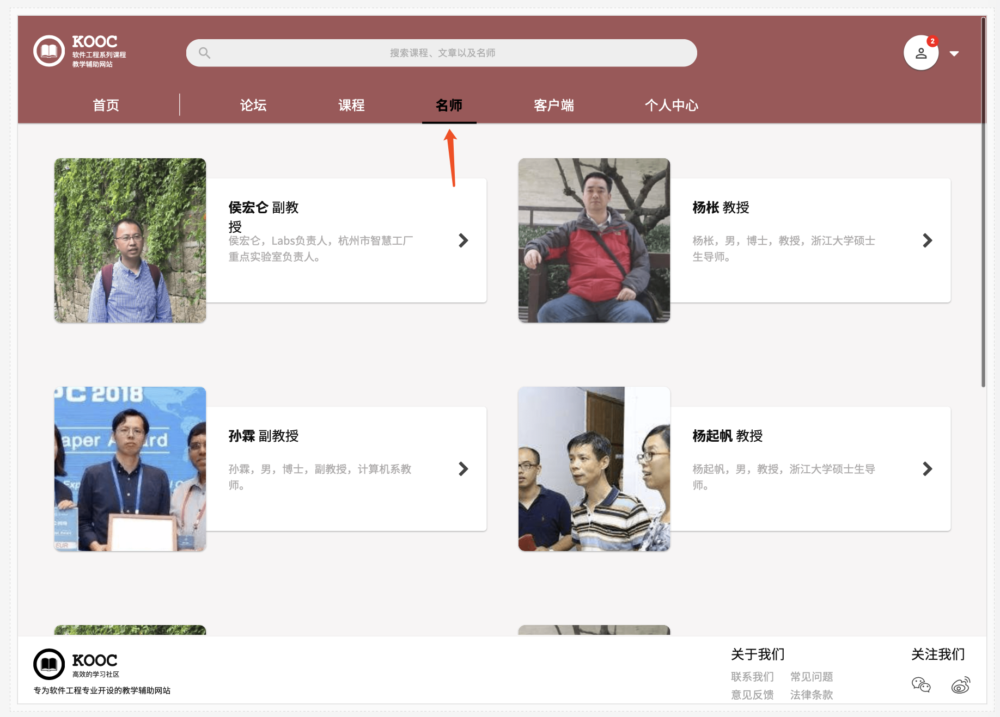 KOOC
软件工程系列课程
教学辅助网站
搜索课程、文章以及名师
2
首页
论坛
课程
名师
客户端
个人中心
侯宏仑 副教
授
侯宏仑，Labs负责人，杭州市智慧工厂
重点实验室负责人。
杨枨 教授
杨枨，男，博士，教授，浙江大学硕士
生导师。
PC 2018
aper A rd
Exp
EUR
孙霖 副教授
孙霖，男，博士，副教授，计算机系教
师。
杨起帆 教授
杨起帆，男，教授，浙江大学硕士生导
师。
KOOC
高效的学习社区
专为软件工程专业开设的教学辅助网站
关于我们
联系我们 常见问题
意见反馈 法律条款
关注我们